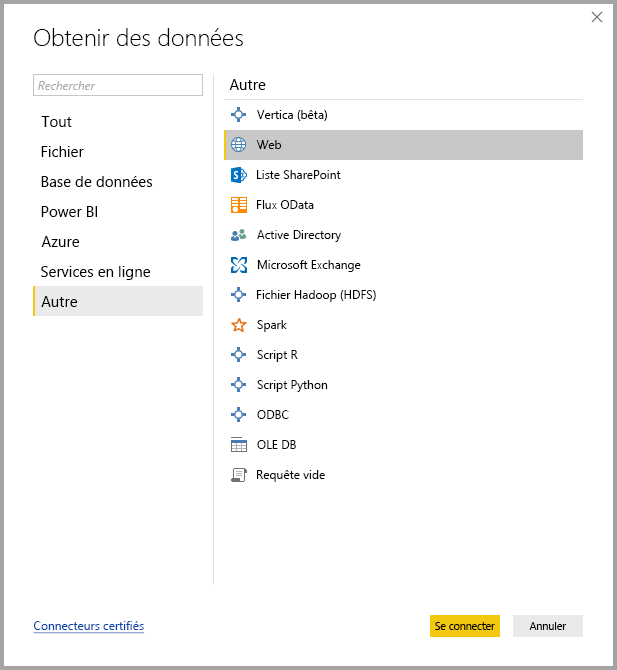 Obtenir des données
Rechercher
Tout
Fichier
Base de données
Power BI
Azure
Services en ligne
Autre
Autre
Vertica (bêta)
Web
Liste SharePoint
Flux OData
Active Directory
Microsoft Exchange
Fichier Hadoop (HDFS)
Spark
Script R
Script Python
ODBC
OLE DB
Requête vide
Connecteurs certifiés
Se connecter
Annuler